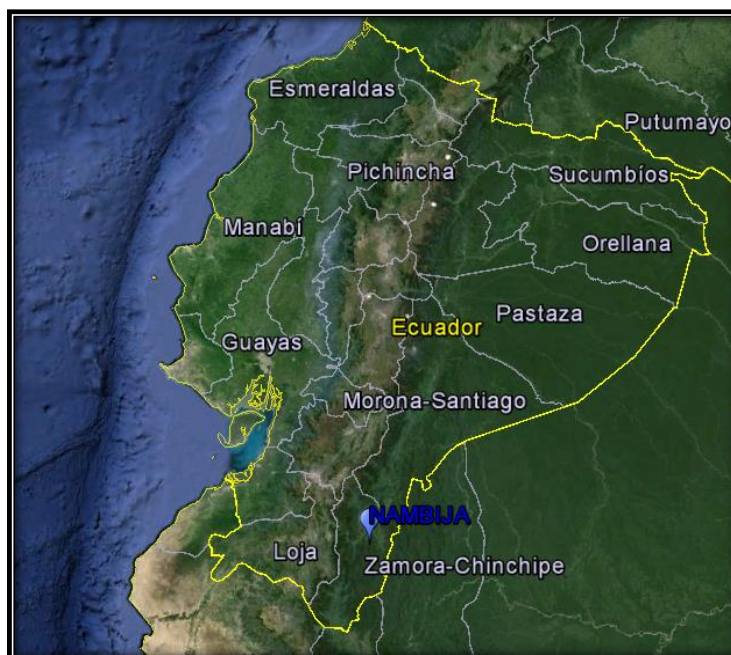 Esmeraldas
Putumayo
Pichincha
Sucumbíos
Manabí
Orellana
Pastaza
Ecuador
Guayas
Morona-Santiago
NAMBIJA
Loja
Zamora-Chinchipe